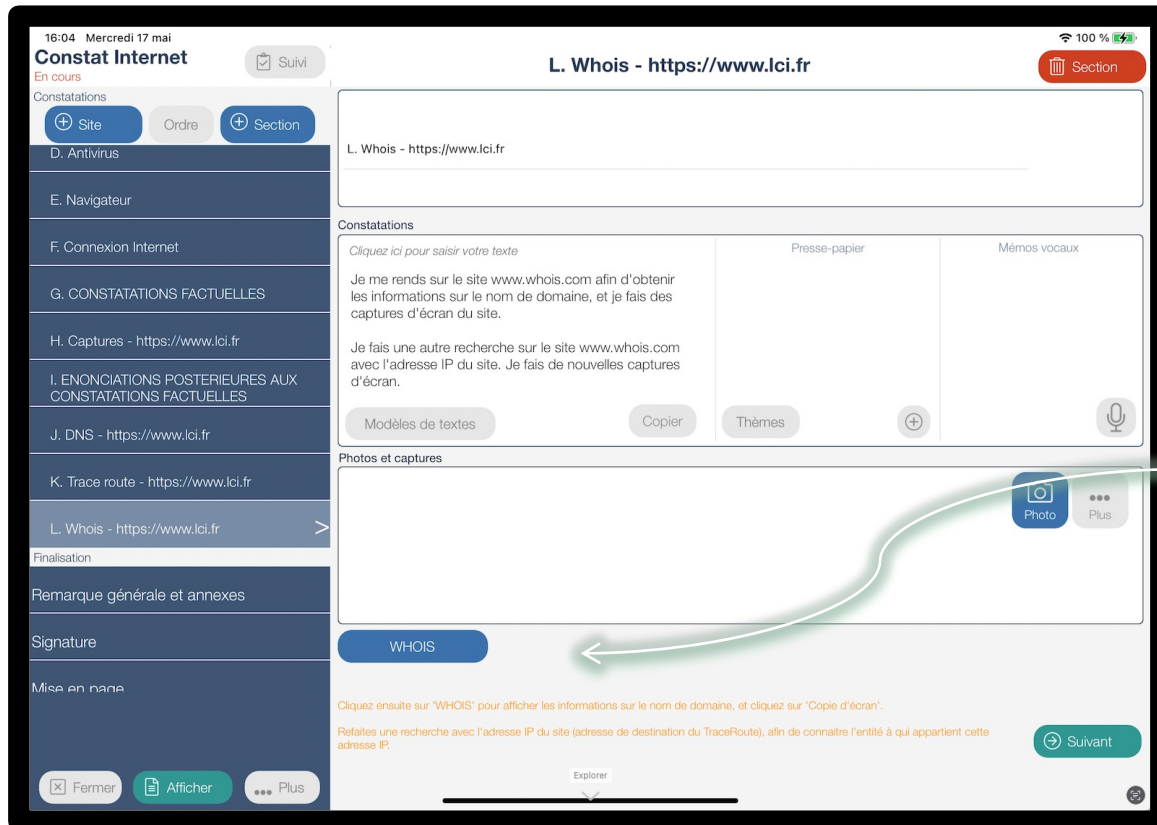 16:04 Mercredi 17 mai
100 %
Constat Internet
En cours
Suivi
L. Whois - https://www.lci.fr
Section
Constatations
Site
Ordre
Section
D. Antivirus
E. Navigateur
F. Connexion Internet
G. CONSTATATIONS FACTUELLES
H. Captures - https://www.lci.fr
I. ENONCIATIONS POSTERIEURES AUX
CONSTATATIONS FACTUELLES
J. DNS - https://www.lci.fr
K. Trace route - https://www.lci.fr
L. Whois - https://www.lci.fr >
Finalisation
Remarque générale et annexes
Signature
Mise en page
Fermer
Afficher
Plus
L. Whois - https://www.lci.fr
Constatations
Cliquez ici pour saisir votre texte
Je me rends sur le site www.whois.com afin d'obtenir
les informations sur le nom de domaine, et je fais des
captures d'écran du site.
Je fais une autre recherche sur le site www.whois.com
avec l'adresse IP du site. Je fais de nouvelles captures
d'écran.
Modèles de textes
Copier
Presse-papier
Thèmes
Mémos vocaux
Photos et captures
Photo
Plus
WHOIS
Cliquez ensuite sur 'WHOIS' pour afficher les informations sur le nom de domaine, et cliquez sur 'Copie d'écran'.
Refaites une recherche avec l'adresse IP du site (adresse de destination du TraceRoute), afin de connaitre l'entité à qui appartient cette
adresse IP.
Suivant
Explorer